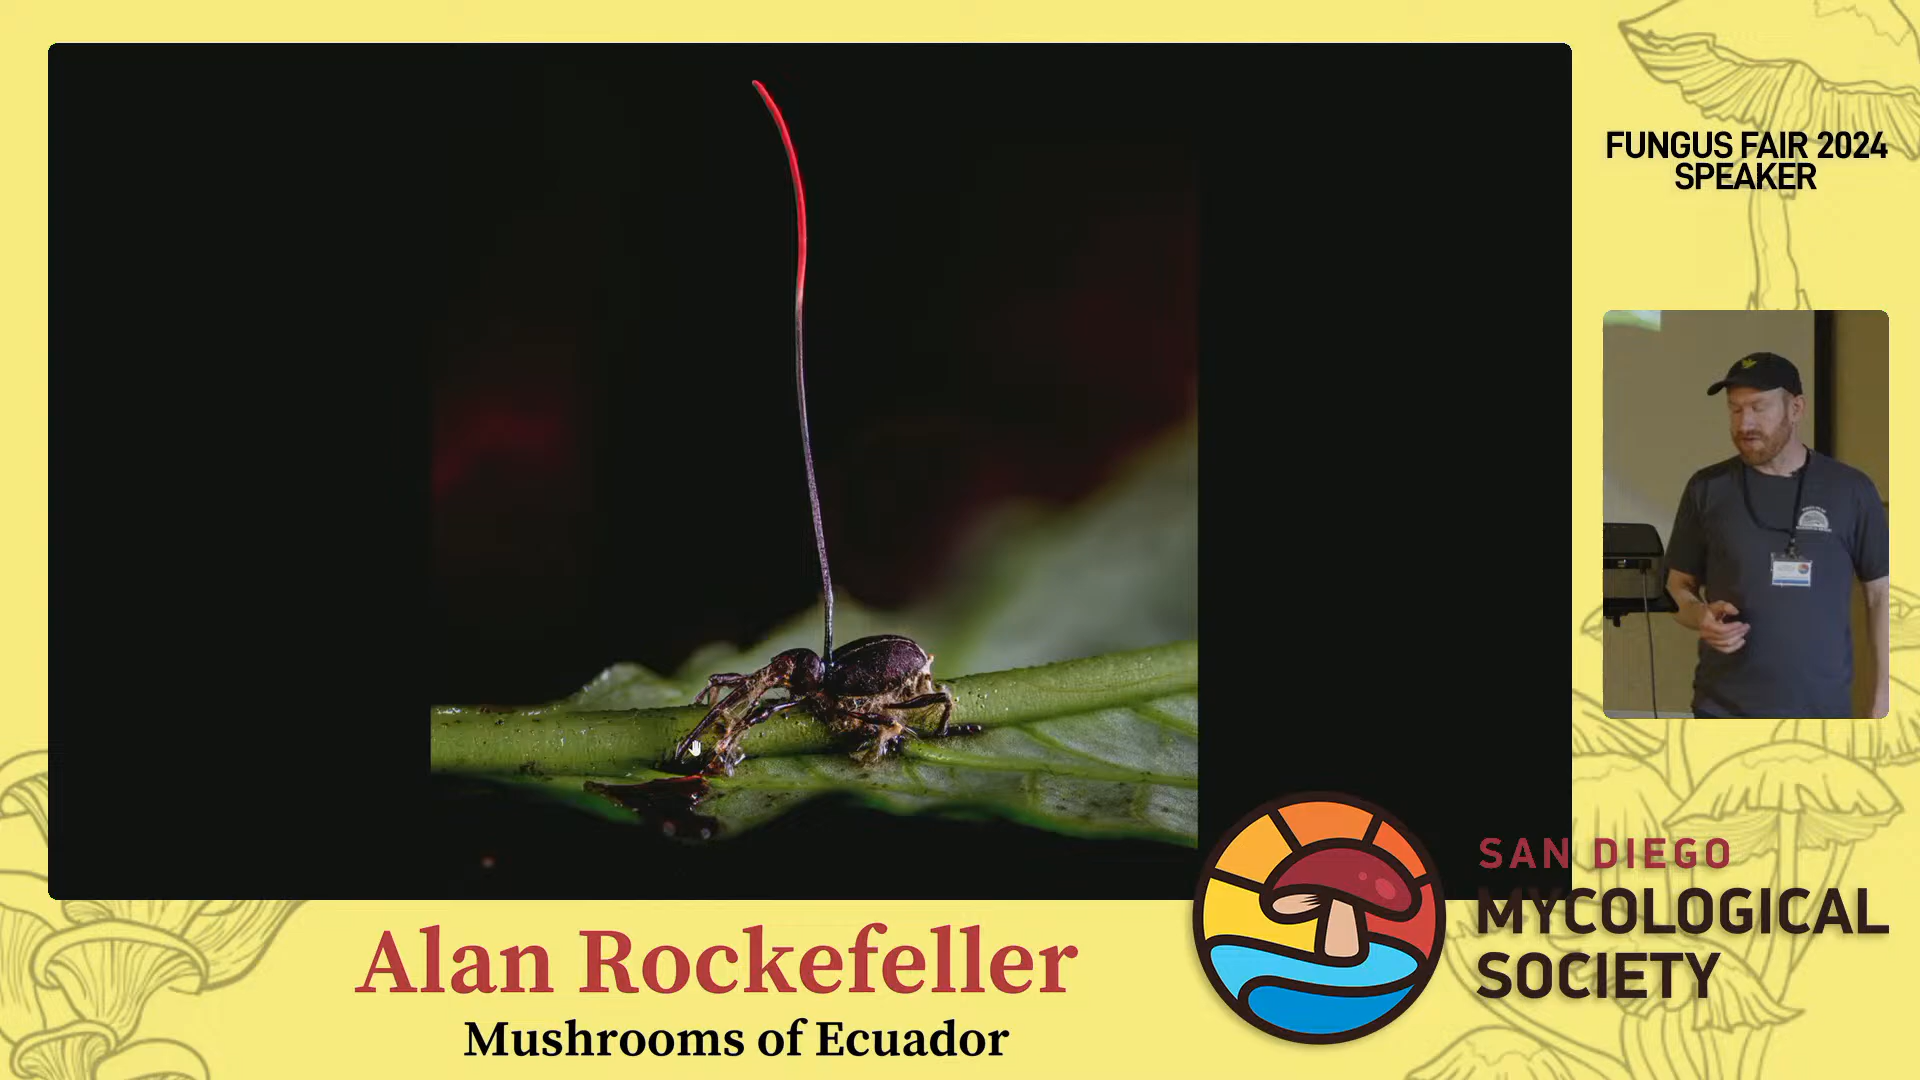 FUNGUS FAIR 2024
SPEAKER
SAN DIEGO
MYCOLOGICAL
SOCIETY
Alan Rockefeller
Mushrooms of Ecuador